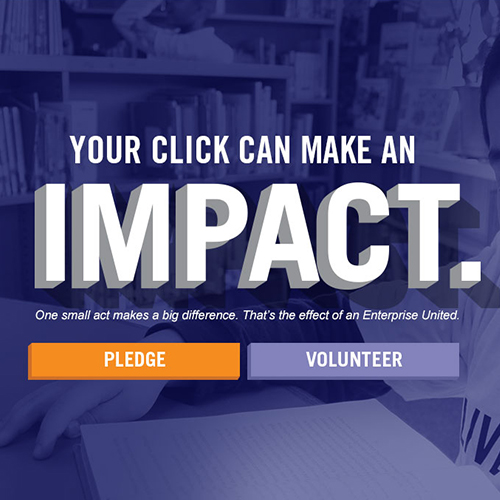 YOUR CLICK CAN MAKE AN
IMPACT.
One small act makes a big difference. That's the effect of an Enterprise United.
PLEDGE
VOLUNTEER